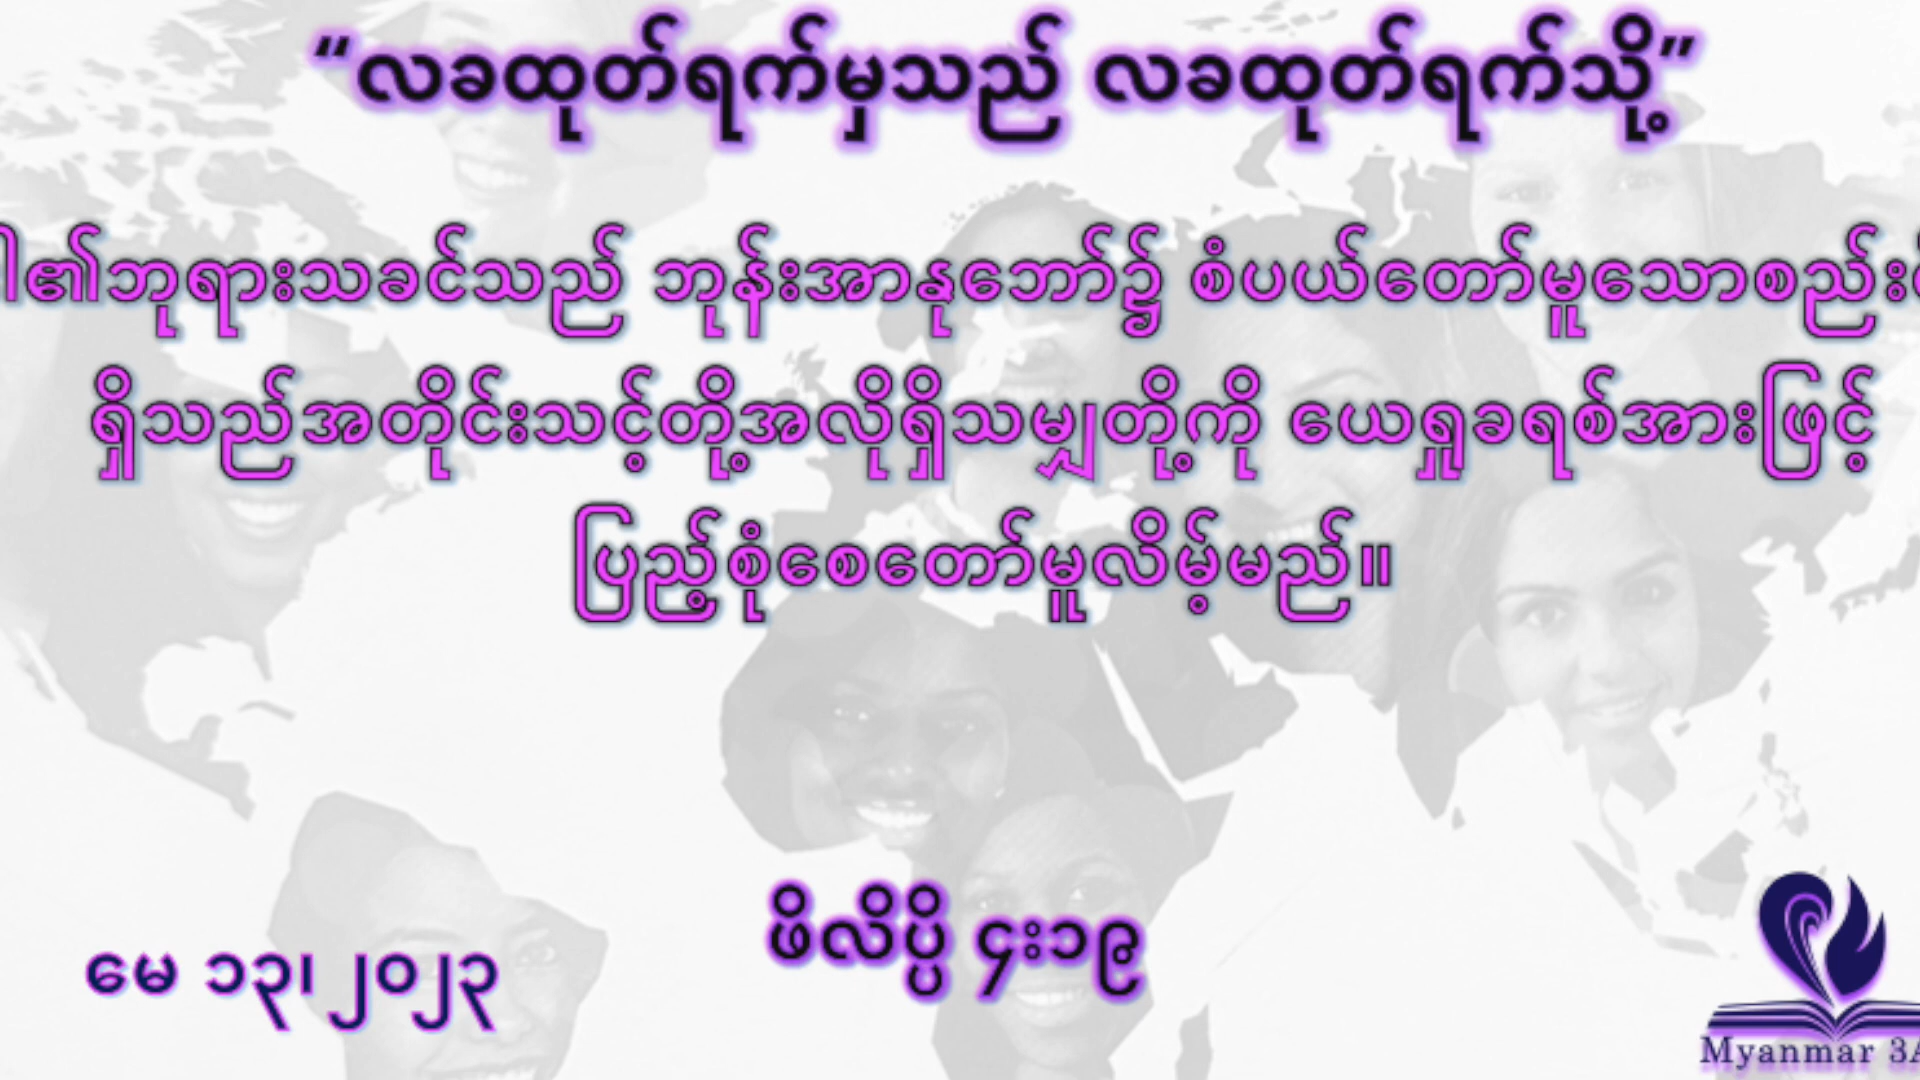 “လခထုတ်ရက်မှသည် လခထုတ်ရက်သို့”
ါ၏ဘုရားသခင်သည် ဘုန်းအာနုဘော်၌ စံပယ်တော်မူသောစည်း
ရှိသည်အတိုင်းသင့်တို့အလိုရှိသမျှတို့ကို ယေရှုခရစ်အားဖြင့်
ပြည့်စုံစေတော်မူလိမ့်မည်။
ဖိလိပ္ပိ ၄း၁၉
မေ ၁၃၊၂၀၂၃
Myanmar 3A